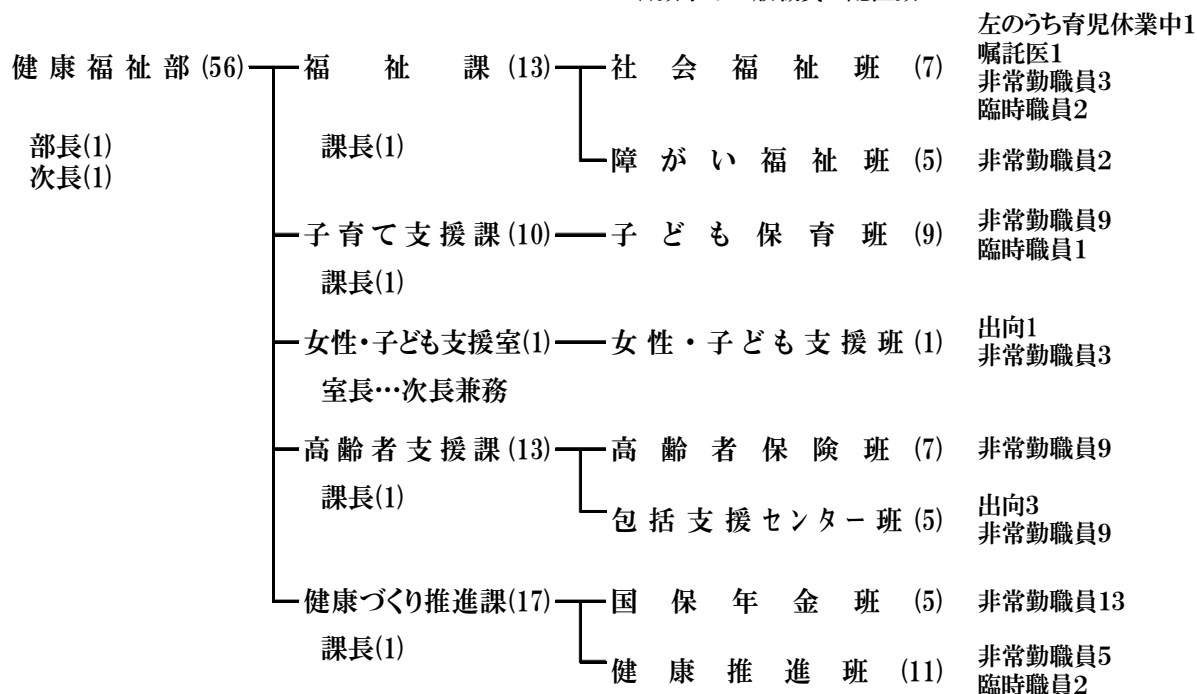 左のうち育児休業中1
健康福祉部(56) 福祉課(13) 社会福祉班(7) 嘱託医1
非常勤職員3
臨時職員2
部長(1) 課長(1)
次長(1) 障がい福祉班(5) 非常勤職員2
子育て支援課(10) 子ども保育班(9) 非常勤職員9
臨時職員1
課長(1)
女性・子ども支援室(1) 女性・子ども支援班(1) 出向1
非常勤職員3
室長…次長兼務
高齢者支援課(13) 高齢者保険班(7) 非常勤職員9
課長(1)
包括支援センター班(5) 出向3
非常勤職員9
健康づくり推進課(17) 国保年金班(5) 非常勤職員13
課長(1)
健康推進班(11) 非常勤職員5
臨時職員2